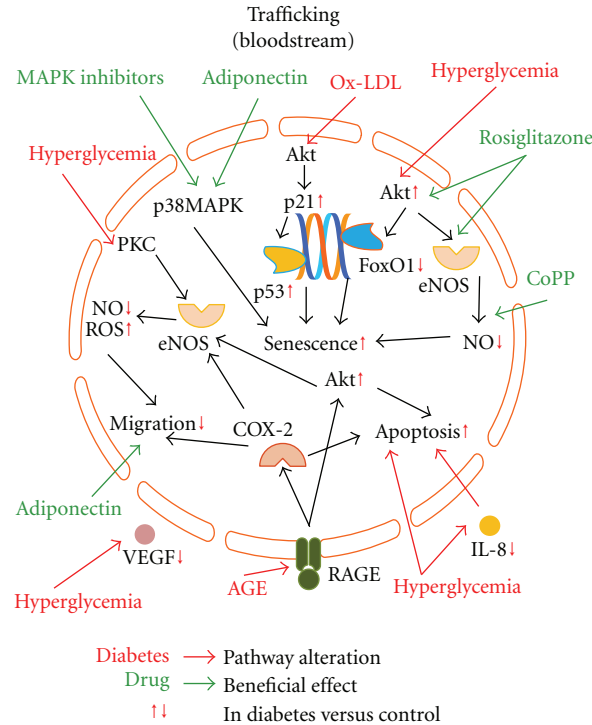 Trafficking
(bloodstream)
MAPK inhibitors
Adiponectin
Ox-LDL
Hyperglycemia
Rosiglitazone
Hyperglycemia
Akt
Akt↑
p38MAPK
p21↑
PKC
FoxO1↓
eNOS
p53↑
CoPP
NO↓
ROS↑
eNOS
Senescence↑
NO↓
Akt↑
Migration↓
COX-2
Apoptosis↑
Adiponectin
VEGF↓
IL-8↓
RAGE
AGE
Hyperglycemia
Hyperglycemia
Diabetes → Pathway alteration
Drug → Beneficial effect
↑↓ In diabetes versus control